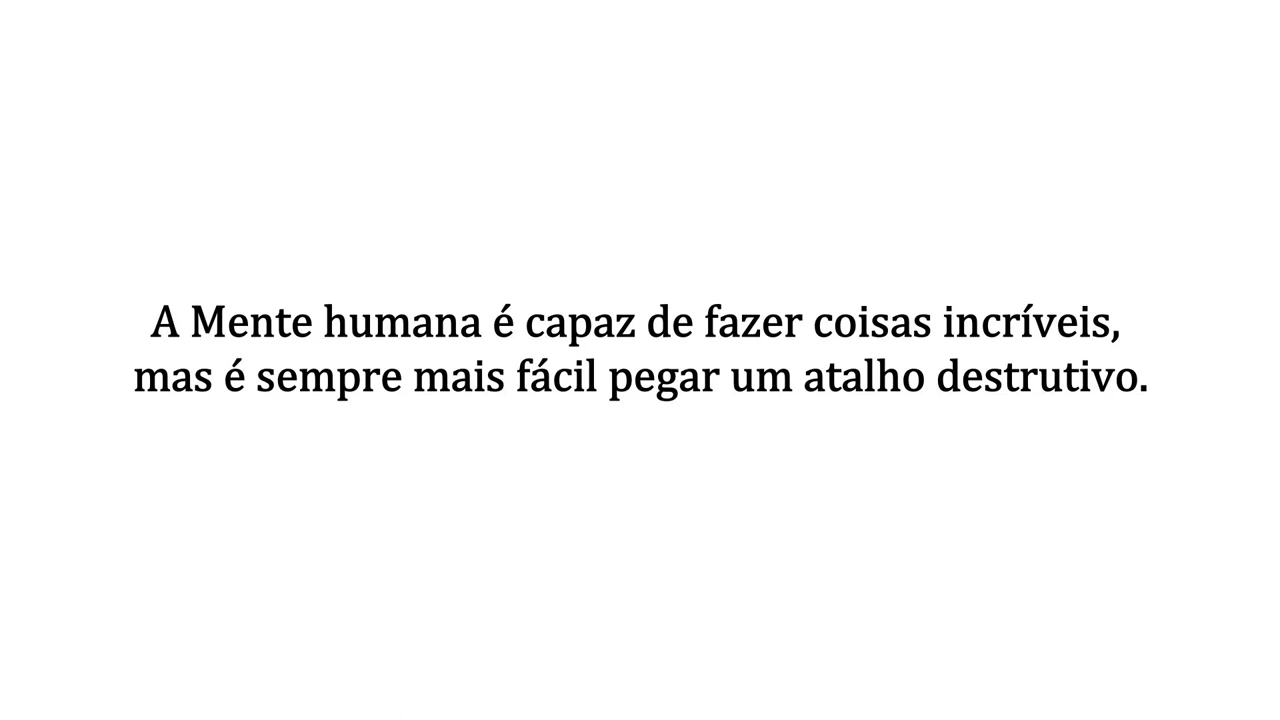 A Mente humana é capaz de fazer coisas incríveis,
mas é sempre mais fácil pegar um atalho destrutivo.